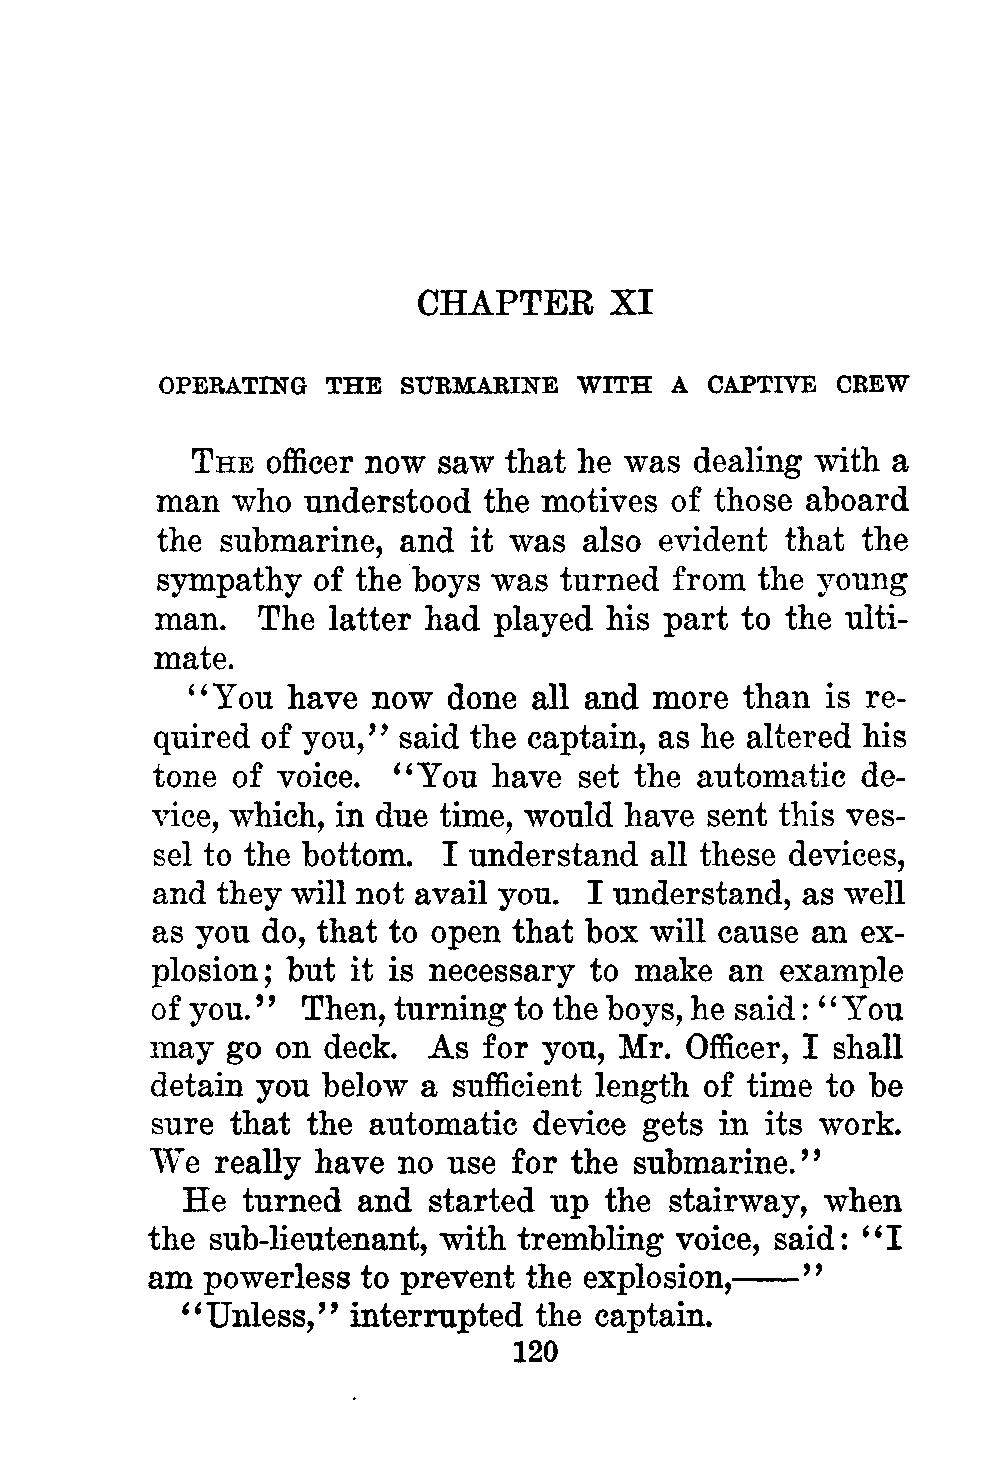 CHAPTER XI
OPERATING THE SUBMARINE WITH A CAPTIVE CREW
THE officer now saw that he was dealing with a
man who understood the motives of those aboard
the submarine, and it was also evident that the
sympathy of the boys was turned from the young
man. The latter had played his part to the ulti-
mate.
"You have now done all and more than is re-
quired of you," said the captain, as he altered his
tone of voice. "You have set the automatic de-
vice, which, in due time, would have sent this ves-
sel to the bottom. I understand all these devices,
and they will not avail you. I understand, as well
as you do, that to open that box will cause an ex-
plosion; but it is necessary to make an example
of you." Then, turning to the boys, he said: "You
may go on deck. As for you, Mr. Officer, I shall
detain you below a sufficient length of time to be
sure that the automatic device gets in its work.
We really have no use for the submarine."
He turned and started up the stairway, when
the sub-lieutenant, with trembling voice, said: "I
am powerless to prevent the explosion,——"
"Unless," interrupted the captain.
120